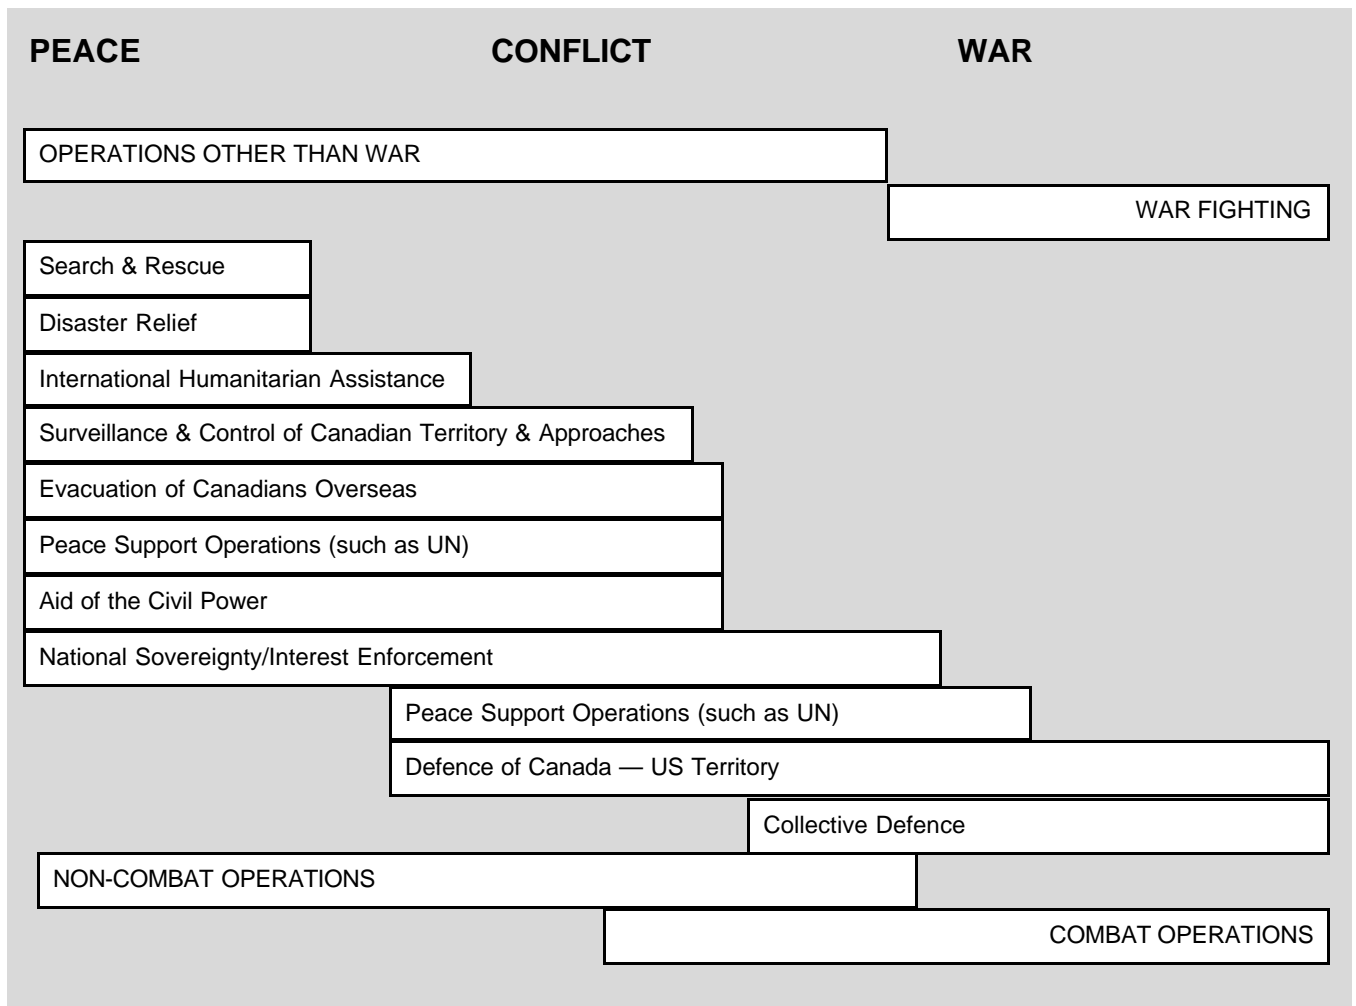 PEACE CONFLICT WAR
OPERATIONS OTHER THAN WAR
WAR FIGHTING
Search & Rescue
Disaster Relief
International Humanitarian Assistance
Surveillance & Control of Canadian Territory & Approaches
Evacuation of Canadians Overseas
Peace Support Operations (such as UN)
Aid of the Civil Power
National Sovereignty/Interest Enforcement
Peace Support Operations (such as UN)
Defence of Canada — US Territory
Collective Defence
NON-COMBAT OPERATIONS
COMBAT OPERATIONS